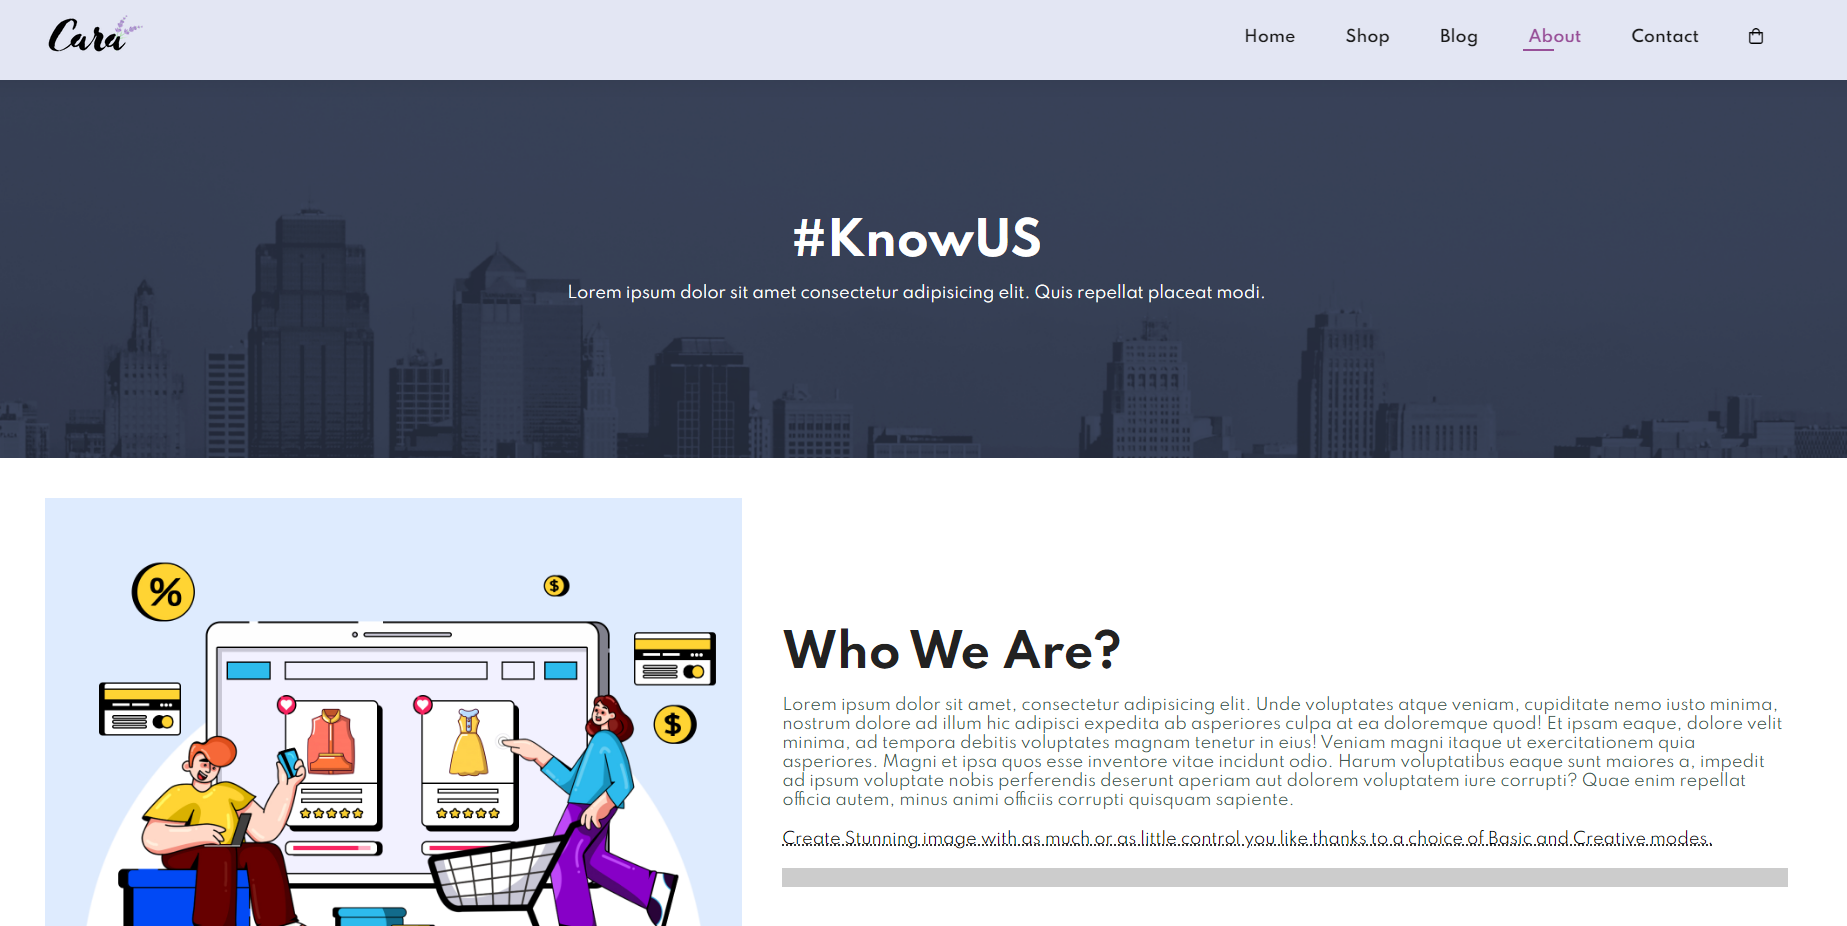 Cara
Home Shop Blog About Contact
#KnowUS
Lorem ipsum dolor sit amet consectetur adipisicing elit. Quis repellat placeat modi.
%
$
$
Who We Are?
Lorem ipsum dolor sit amet, consectetur adipisicing elit. Unde voluptates atque veniam, cupiditate nemo iusto minima,
nostrum dolore ad illum hic adipisci expedita ab asperiores culpa at ea doloremque quod! Et ipsam eaque, dolore velit
minima, ad tempora debitis voluptates magnam tenetur in eius! Veniam magni itaque ut exercitationem quia
asperiores. Magni et ipsa quos esse inventore vitae incidunt odio. Harum voluptatibus eaque sunt maiores a, impedit
ad ipsum voluptate nobis perferendis deserunt aperiam aut dolorem voluptatem iure corrupti? Quae enim repellat
officia autem, minus animi officiis corrupti quisquam sapiente.
Create Stunning image with as much or as little control you like thanks to a choice of Basic and Creative modes.